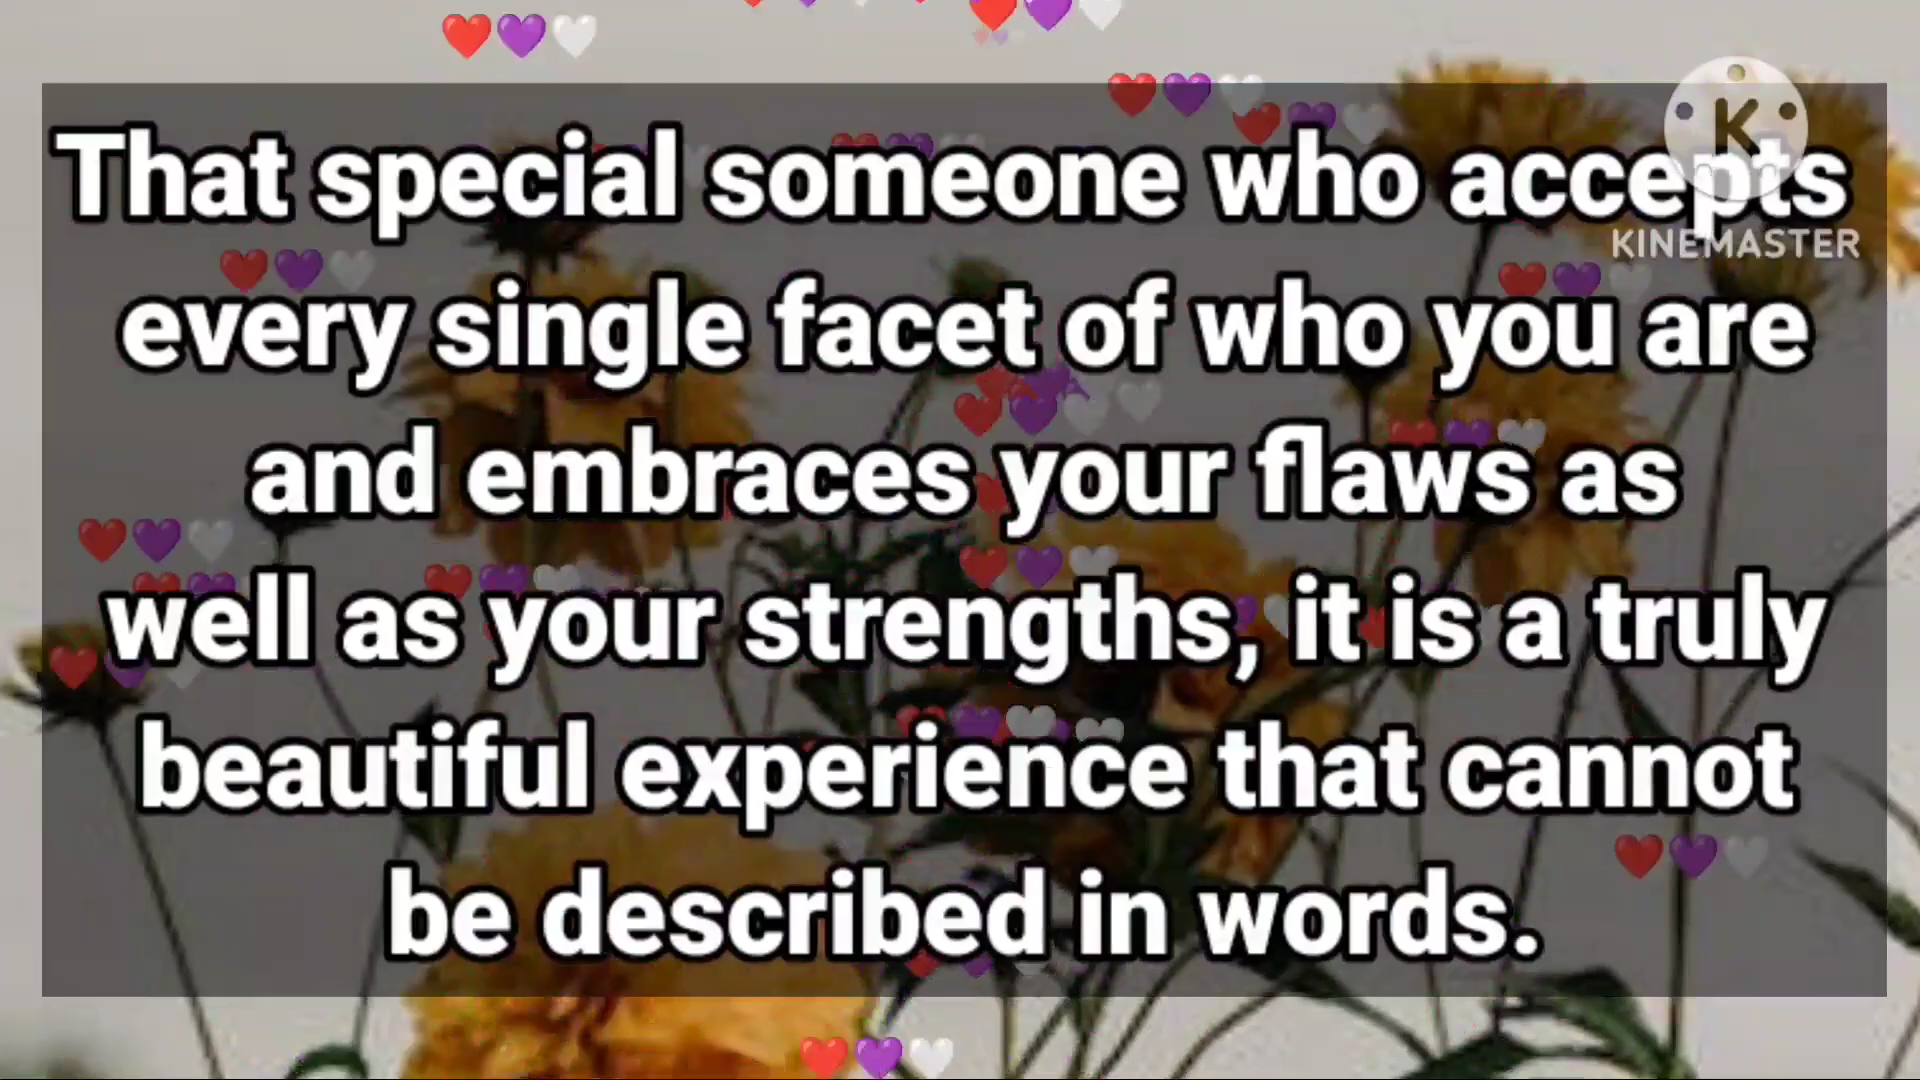 That special someone who accepts
every single facet of who you are
and embraces your flaws as
well as your strengths, it is a truly
beautiful experience that cannot
be described in words.
K
KINEMASTER